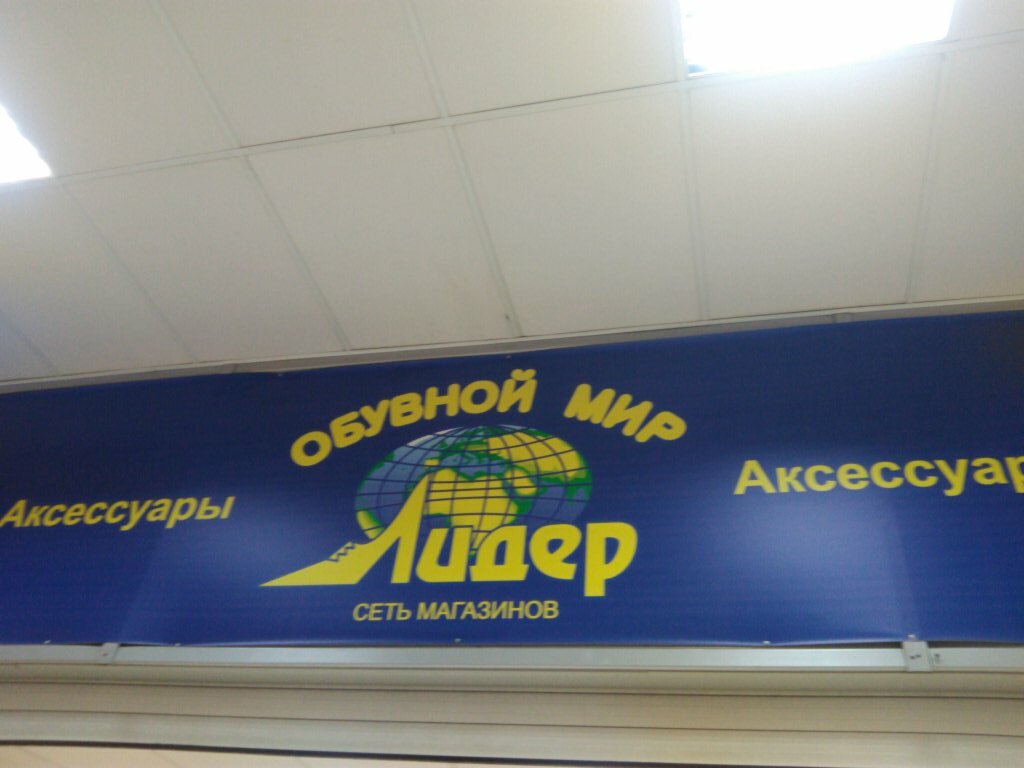 ОБУВНОЙ МИР
Аксессуары
Лидер
Аксессуар
СЕТЬ МАГАЗИНОВ